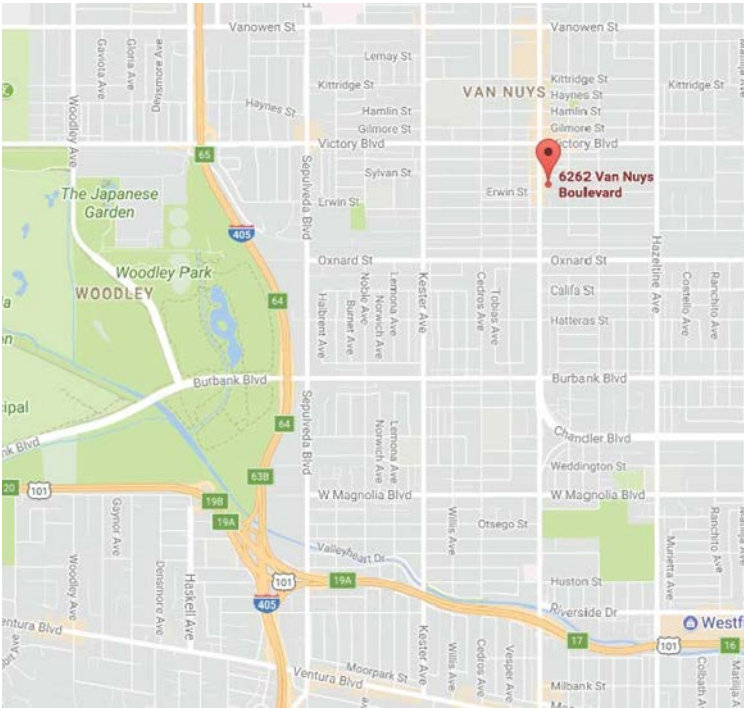 Vanowen St
Vanowen St
Gaviota Ave
Gloria Ave
Densmore Ave
Lemay St
Kittridge St
Kittridge St
Kittridge St
VAN NUYS
Haynes St
Haynes St
Hamlin St
Hamlin St
Gilmore St
Gilmore St
Victory Blvd
Victory Blvd
Woodley Ave
65
Sepulveda Blvd
Sylvan St
6262 Van Nuys
Boulevard
Erwin St
Erwin St
The Japanese
Garden
405
Oxnard St
Oxnard St
Hazeltine Ave
Woodley Park
WOODLEY
64
Califa St
Hatteras St
Halbrent Ave
Burnet Ave
Noble Ave
Norwich Ave
Lemona Ave
Kester Ave
Cedros Ave
Tobias Ave
Costello Ave
Ranchito Ave
Burbank Blvd
Burbank Blvd
cipal
nk Blvd
64
Sepulveda Blvd
Norwich Ave
Lemona Ave
Chandler Blvd
Weddington St
63B
20
101
19B
19A
W Magnolia Blvd
W Magnolia Blvd
Gaynor Ave
Willis Ave
Otsego St
Valleyheart Dr
Murietta Ave
Ranchito Ave
Woodley Ave
Densmore Ave
Haskell Ave
101
19A
Huston St
405
Riverside Dr
Westfi
17
101
16
entura Blvd
Kester Ave
Willis Ave
Cedros Ave
Vesper Ave
Moorpark St
Ventura Blvd
Milbank St
Colbath Ave
Matilija A